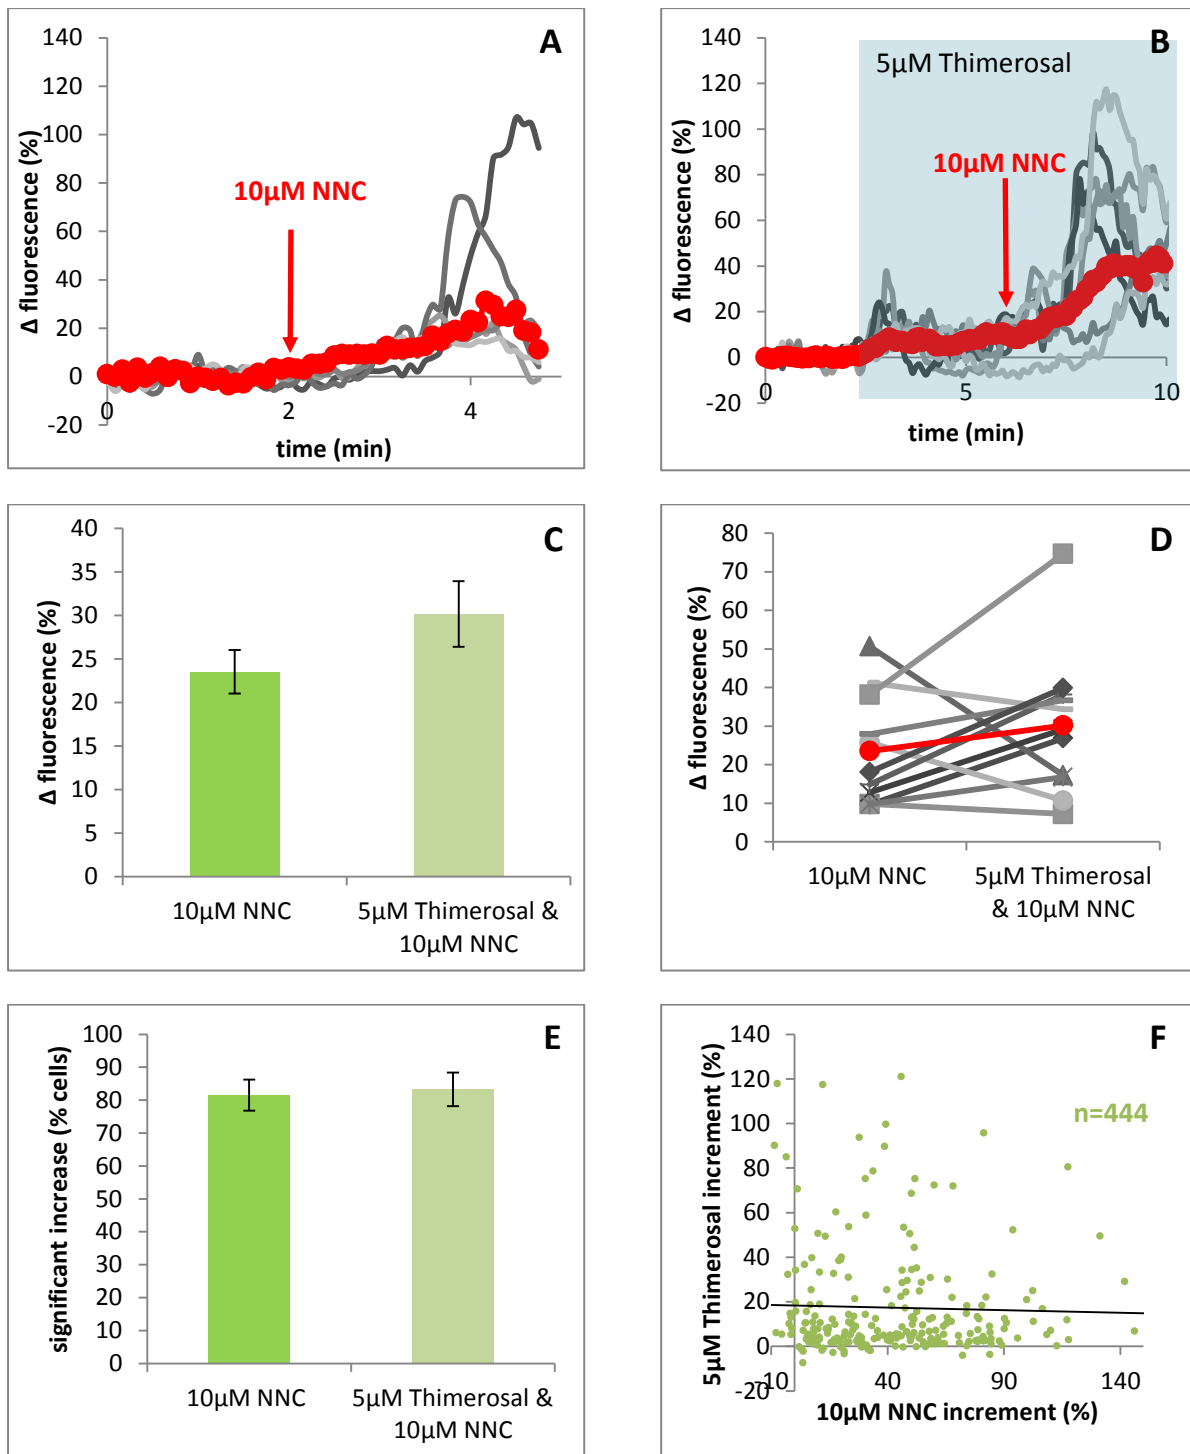 A
Δ fluorescence (%)
140
120
100
80
60
40
20
0
-20
10µM NNC
0
2
4
time (min)
B
Δ fluorescence (%)
140
120
100
80
60
40
20
0
-20
5µM Thimerosal
10µM NNC
0
5
10
time (min)
C
Δ fluorescence (%)
40
35
30
25
20
15
10
5
0
10µM NNC
5µM Thimerosal &
10µM NNC
D
Δ fluorescence (%)
80
70
60
50
40
30
20
10
0
10µM NNC
5µM Thimerosal
& 10µM NNC
E
significant increase (% cells)
100
90
80
70
60
50
40
30
20
10
0
10µM NNC
5µM Thimerosal &
10µM NNC
F
5µM Thimerosal increment (%)
140
120
100
80
60
40
20
0
-20
n=444
-10
40
90
140
10µM NNC increment (%)